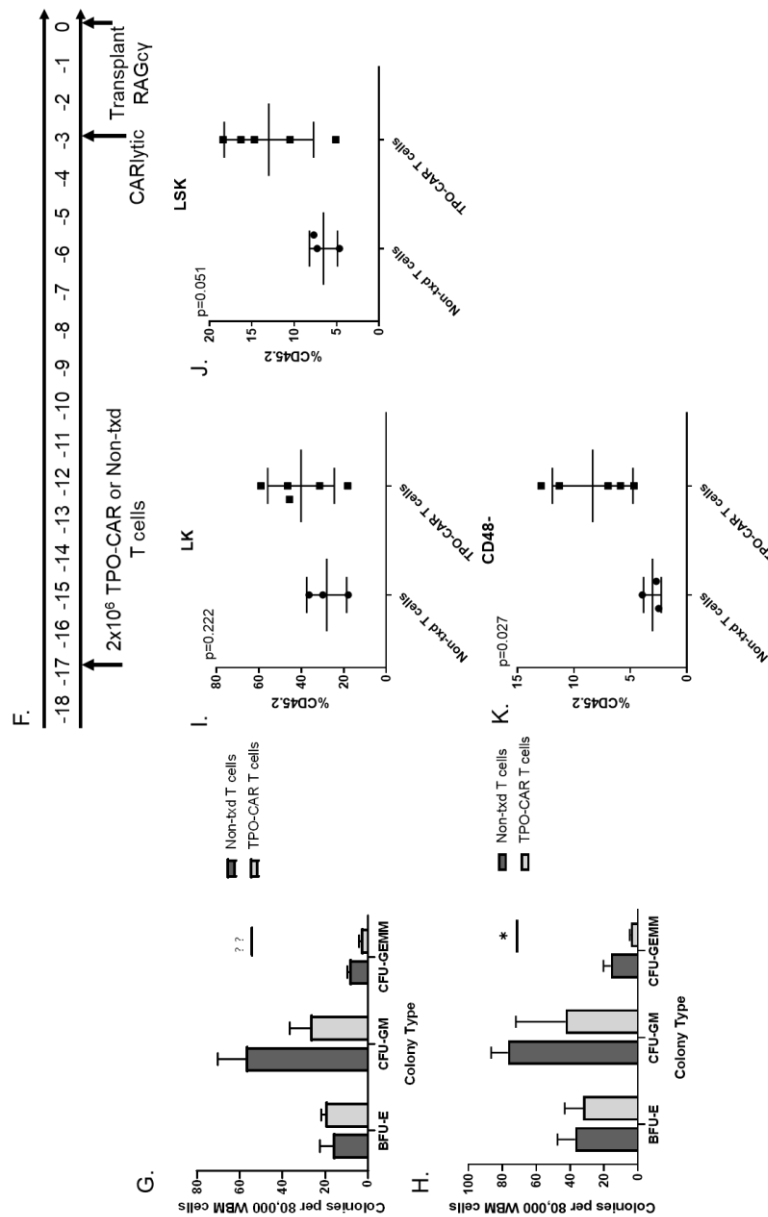 F.
-18 -17 -16 -15 -14 -13 -12 -11 -10 -9 -8 -7 -6 -5 -4 -3 -2 -1 0
2x10⁶ TPO-CAR or Non-txd
T cells
CARlytic
Transplant
RAGcγ
G.
Colonies per 80,000 WBM cells
80
60
40
20
0
BFU-E CFU-GM CFU-GEMM
Colony Type
? ?
Non-txd T cells
TPO-CAR T cells
H.
Colonies per 80,000 WBM cells
100
80
60
40
20
0
BFU-E CFU-GM CFU-GEMM
Colony Type
*
Non-txd T cells
TPO-CAR T cells
I.
LK
p=0.222
%CD45.2
80
60
40
20
0
Non-txd T cells
TPO-CAR T cells
J.
LSK
p=0.051
%CD45.2
20
15
10
5
0
Non-txd T cells
TPO-CAR T cells
K.
CD48-
p=0.027
%CD45.2
15
10
5
0
Non-txd T cells
TPO-CAR T cells